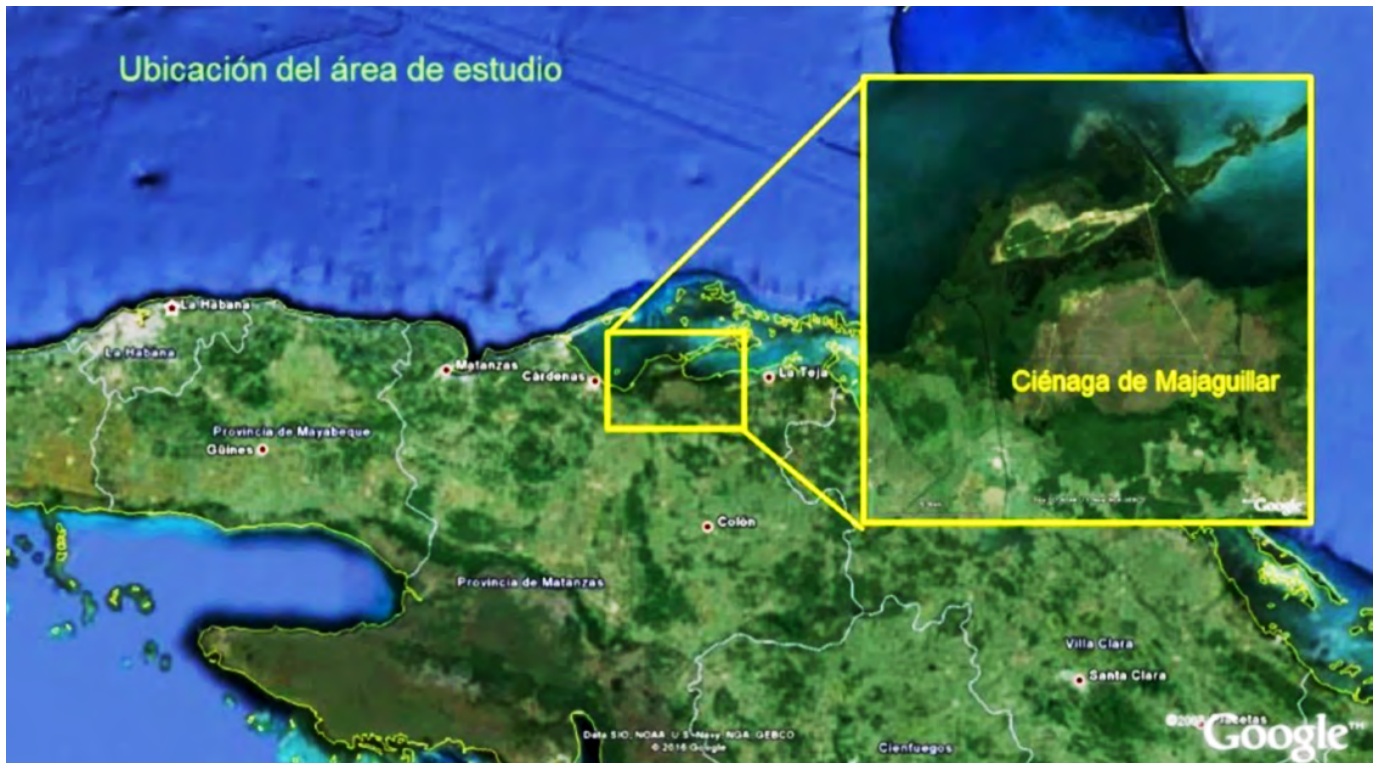 Ubicación del área de estudio
La Habana
La Habana
Matanzas
Cárdenas
La Teja
Ciénaga de Majaguillar
Provincia de Mayabeque
Güines
Google
Colón
Provincia de Matanzas
Villa Clara
Santa Clara
Data SIO, NOAA, U.S. Navy, NGA, GEBCO
© 2016 Google
Cienfuegos
Google™